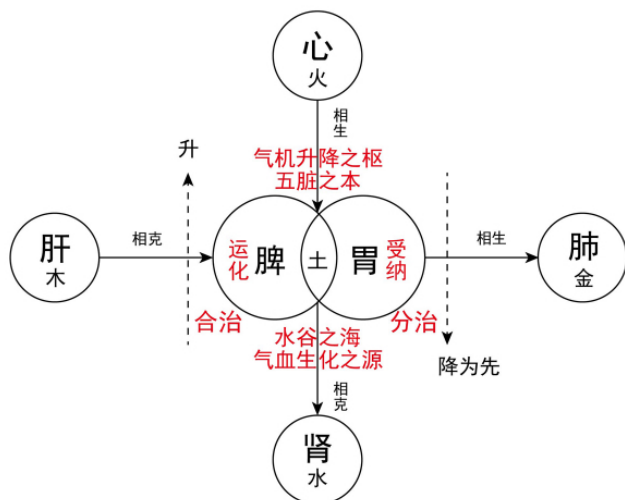 心
火
相生
升
气机升降之枢
五脏之本
肝
木
相克
运化
脾
土
胃
受纳
相生
肺
金
合治
分治
水谷之海
气血生化之源
降为先
相克
肾
水